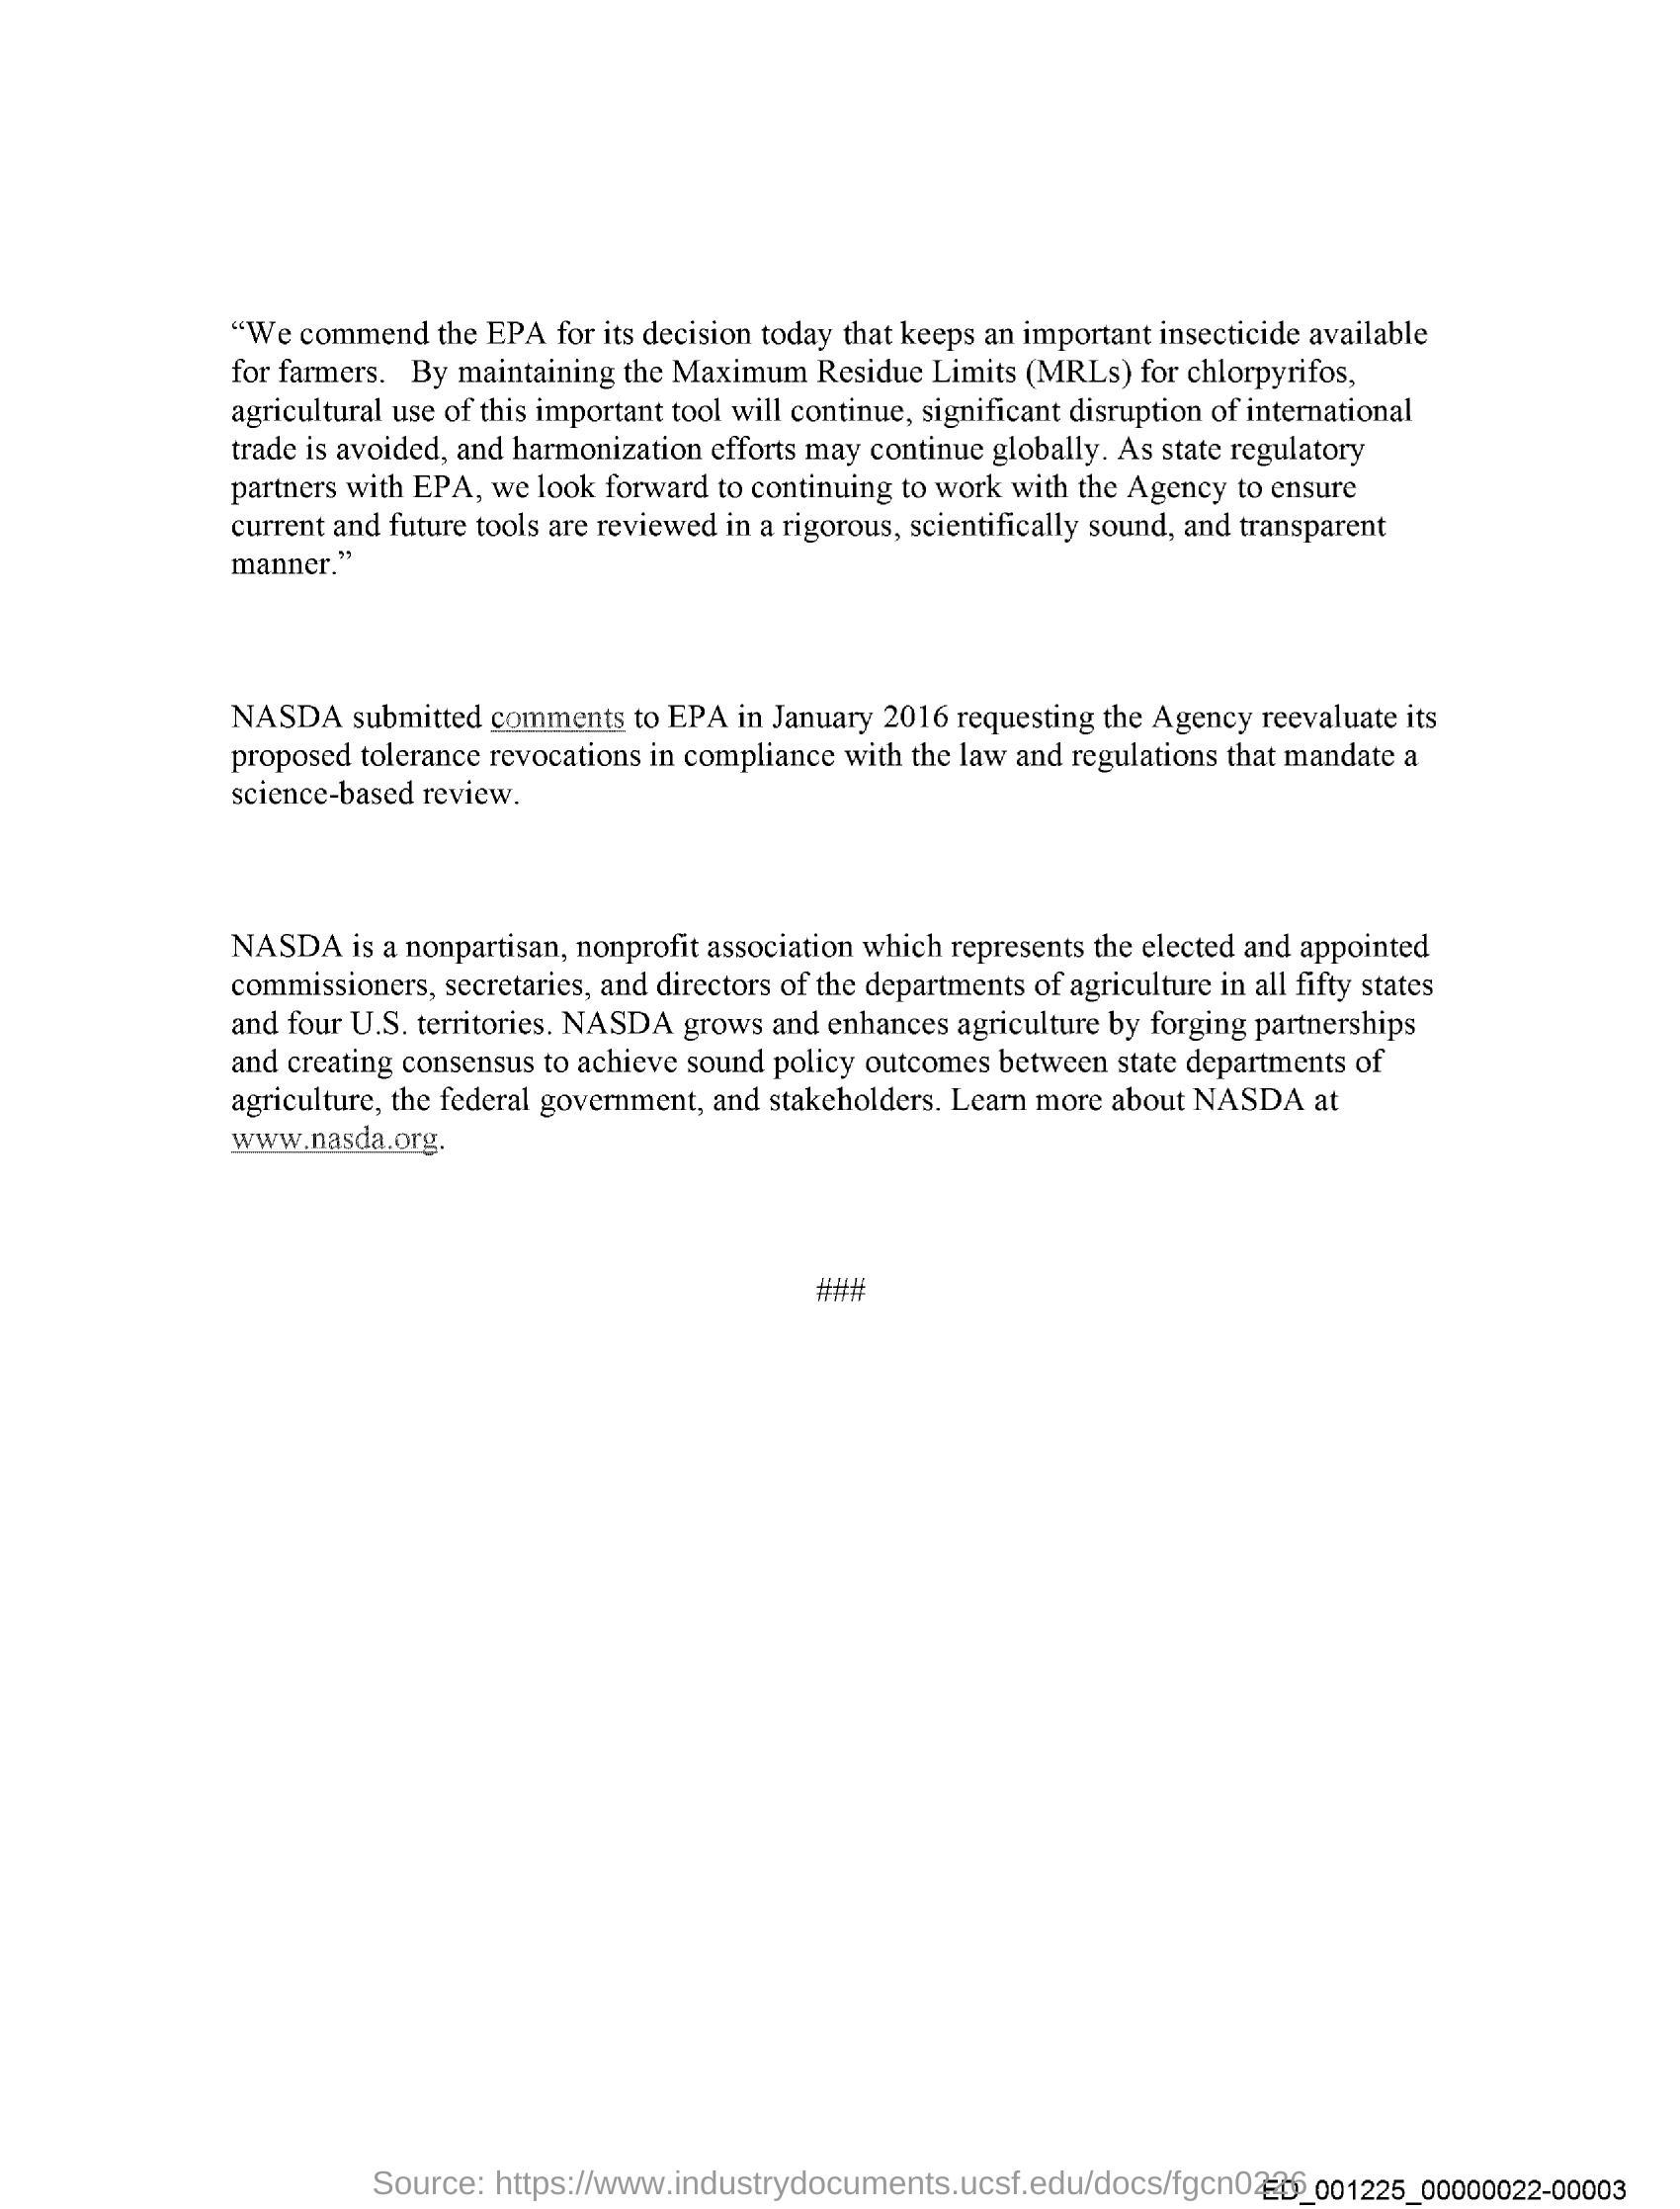 “We commend the EPA for its decision today that keeps an important insecticide available
for farmers.   By maintaining the Maximum Residue Limits (MRLs) for chlorpyrifos,
agricultural use of this important tool will continue, significant disruption of international
trade is avoided, and harmonization efforts may continue globally. As state regulatory
partners with EPA, we look forward to continuing to work with the Agency to ensure
current and future tools are reviewed in a rigorous, scientifically sound, and transparent
manner.”
NASDA submitted comments to EPA in January 2016 requesting the Agency reevaluate its
proposed tolerance revocations in compliance with the law and regulations that mandate a
science-based review.
NASDA is a nonpartisan, nonprofit association which represents the elected and appointed
commissioners, secretaries, and directors of the departments of agriculture in all fifty states
and four U.S. territories. NASDA grows and enhances agriculture by forging partnerships
and creating consensus to achieve sound policy outcomes between state departments of
agriculture, the federal government, and stakeholders. Learn more about NASDA at
www.nasda.org.
###
Source: https://www.industrydocuments.ucsf.edu/docs/fgcn0226
ED_001225_00000022-00003